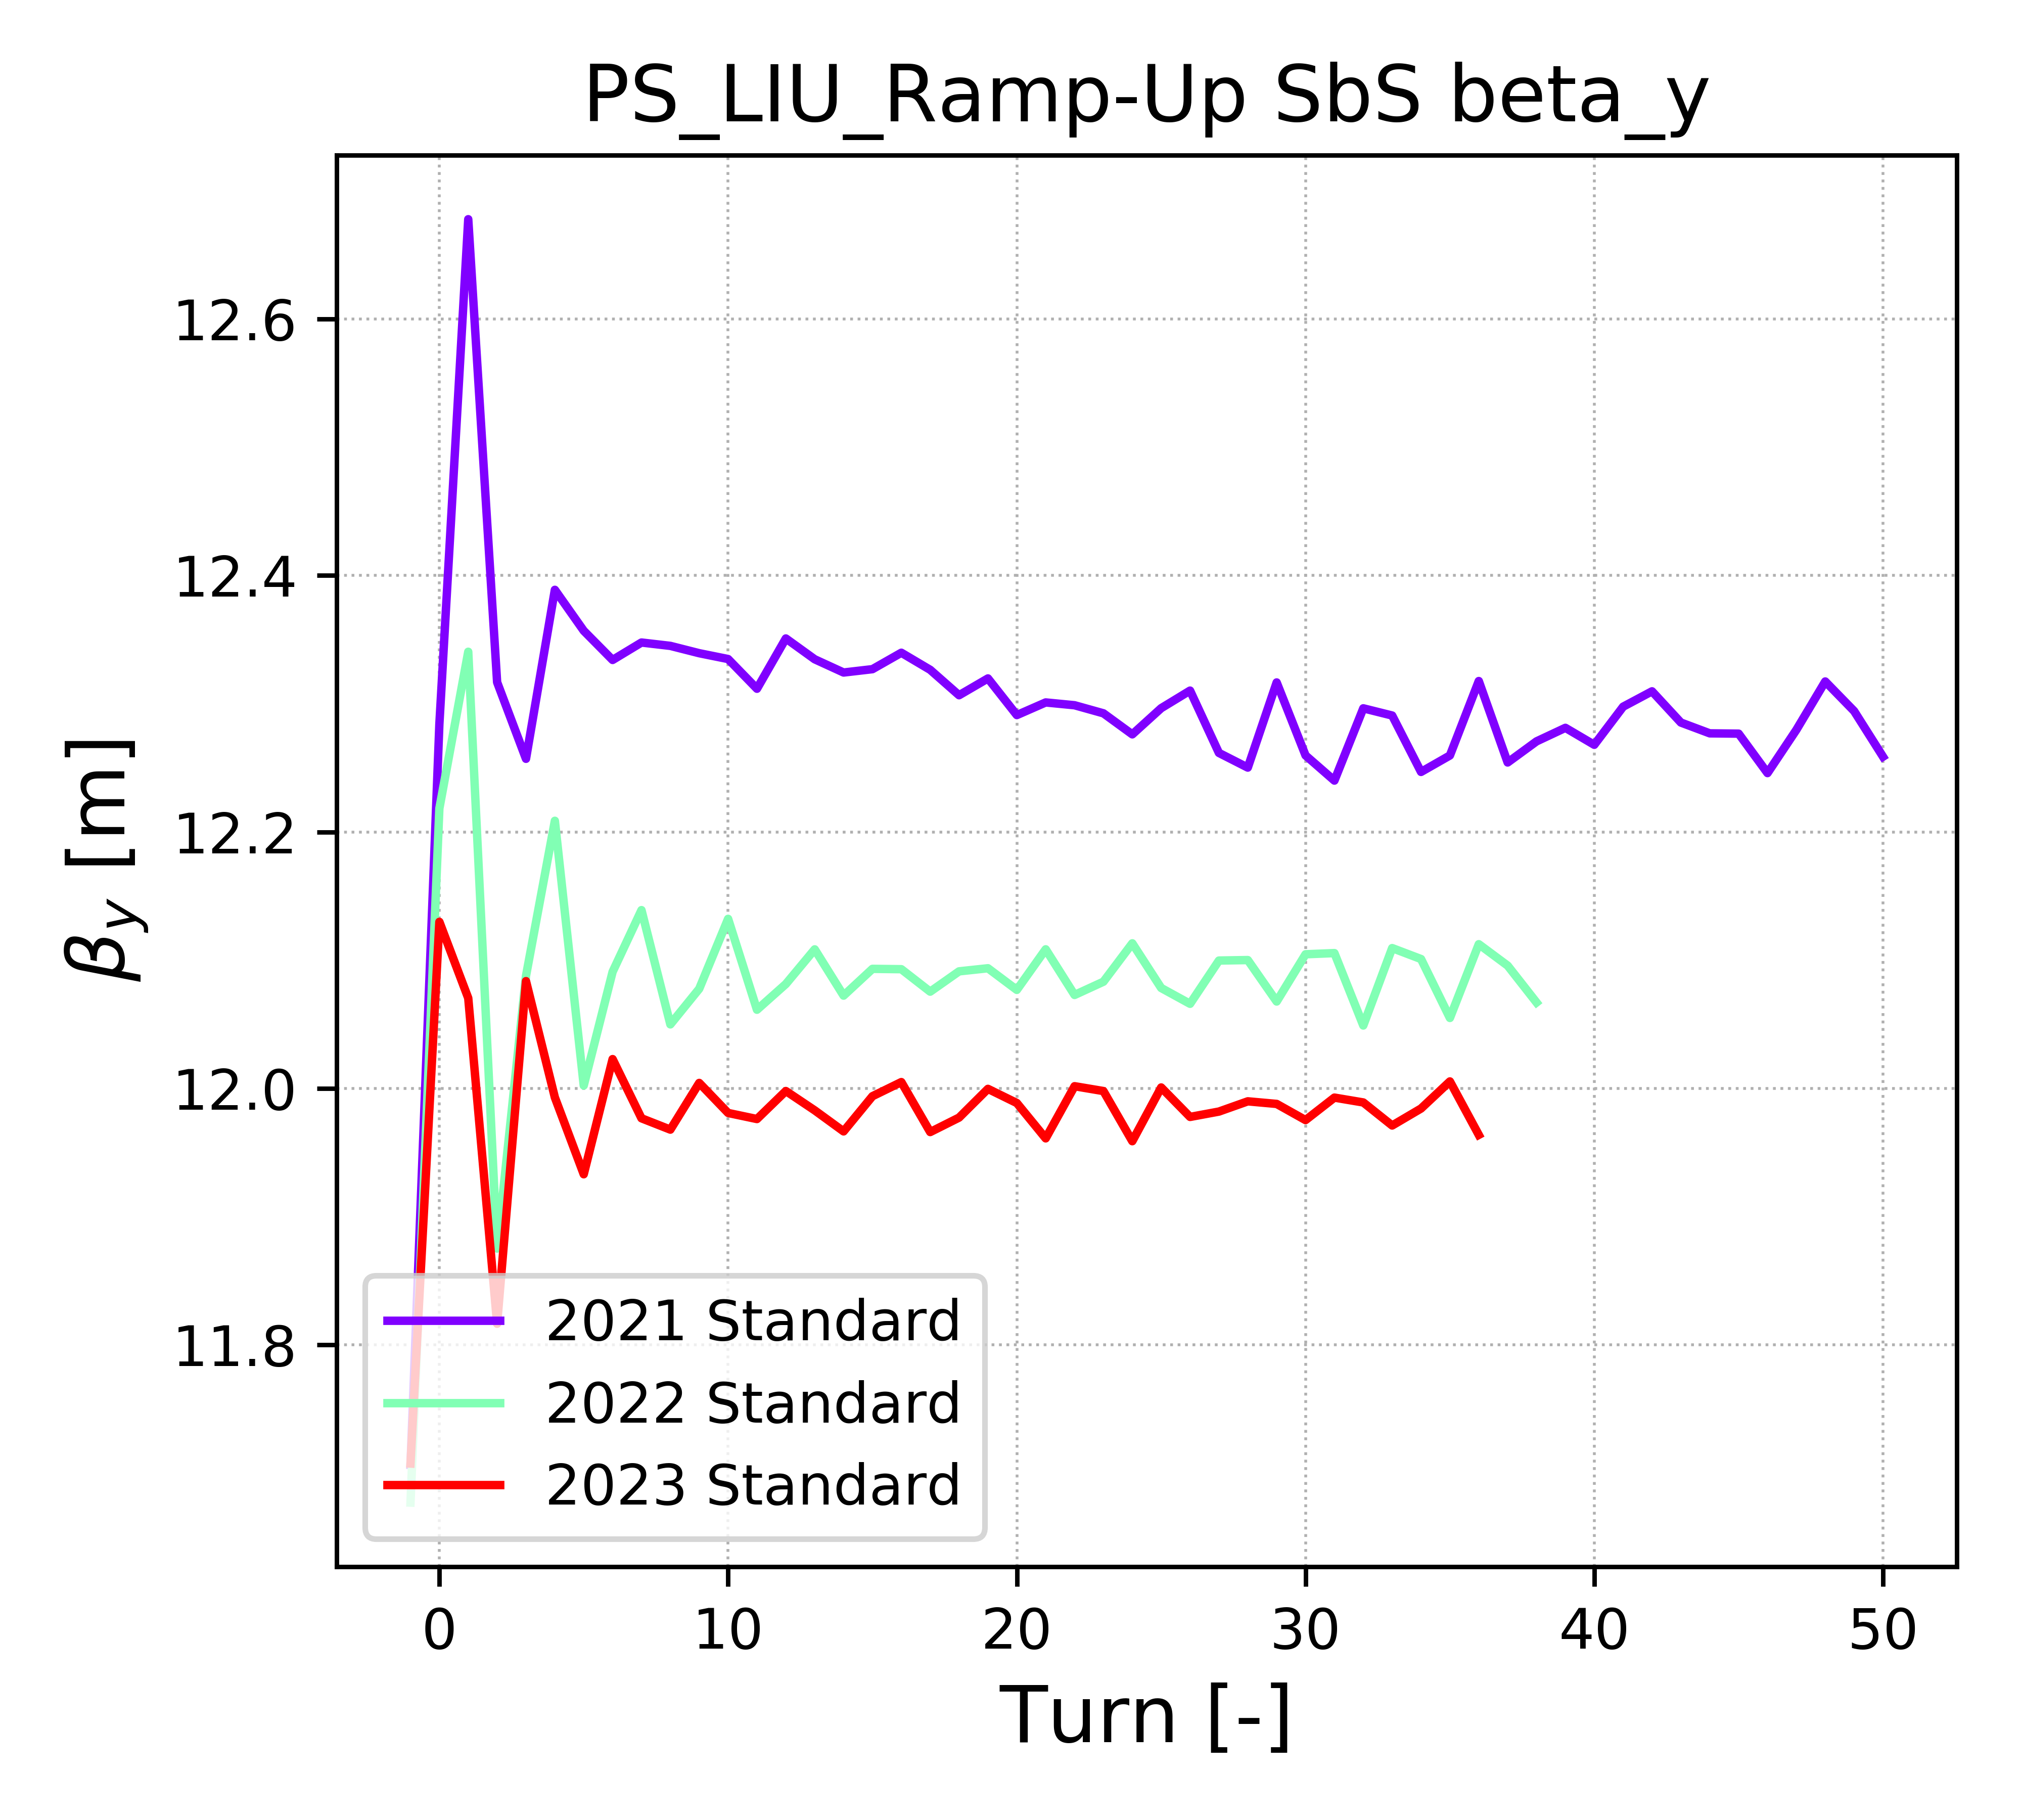 PS_LIU_Ramp-Up SbS beta_y
12.6
12.4
12.2
12.0
11.8
β_y [m]
2021 Standard
2022 Standard
2023 Standard
0 10 20 30 40 50
Turn [-]